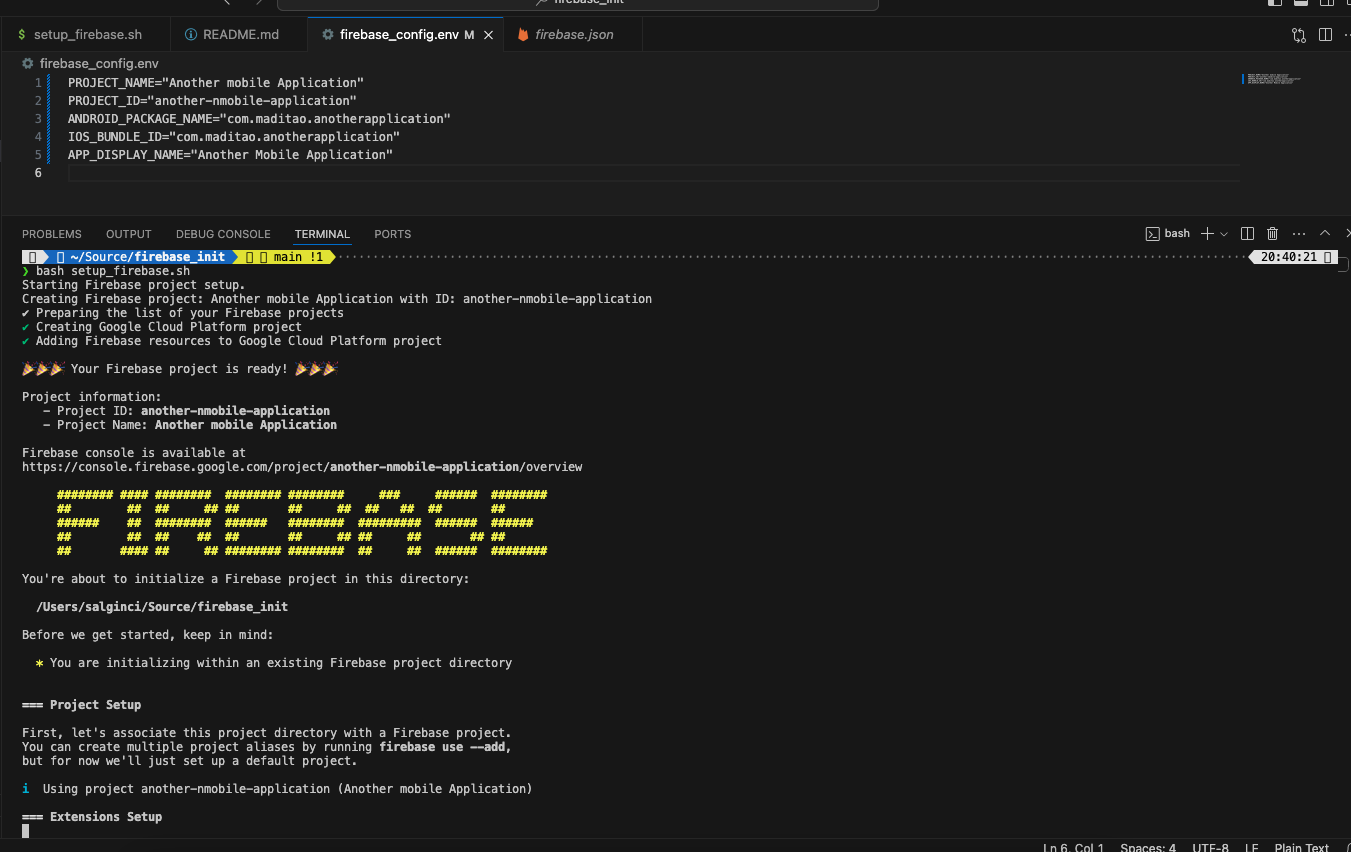 firebase_init
$ setup_firebase.sh README.md firebase_config.env M firebase.json
firebase_config.env
1 PROJECT_NAME="Another mobile Application"
2 PROJECT_ID="another-nmobile-application"
3 ANDROID_PACKAGE_NAME="com.maditao.anotherapplication"
4 IOS_BUNDLE_ID="com.maditao.anotherapplication"
5 APP_DISPLAY_NAME="Another Mobile Application"
6
PROBLEMS OUTPUT DEBUG CONSOLE TERMINAL PORTS bash
~/Source/firebase_init main !1 20:40:21
❯ bash setup_firebase.sh
Starting Firebase project setup.
Creating Firebase project: Another mobile Application with ID: another-nmobile-application
✔ Preparing the list of your Firebase projects
✔ Creating Google Cloud Platform project
✔ Adding Firebase resources to Google Cloud Platform project
🎉🎉🎉 Your Firebase project is ready! 🎉🎉🎉
Project information:
- Project ID: another-nmobile-application
- Project Name: Another mobile Application
Firebase console is available at
https://console.firebase.google.com/project/another-nmobile-application/overview
FIREBASE
You're about to initialize a Firebase project in this directory:
/Users/salginci/Source/firebase_init
Before we get started, keep in mind:
* You are initializing within an existing Firebase project directory
=== Project Setup
First, let's associate this project directory with a Firebase project.
You can create multiple project aliases by running firebase use --add,
but for now we'll just set up a default project.
i Using project another-nmobile-application (Another mobile Application)
=== Extensions Setup
Ln 6, Col 1 Spaces: 4 UTF-8 LF Plain Text